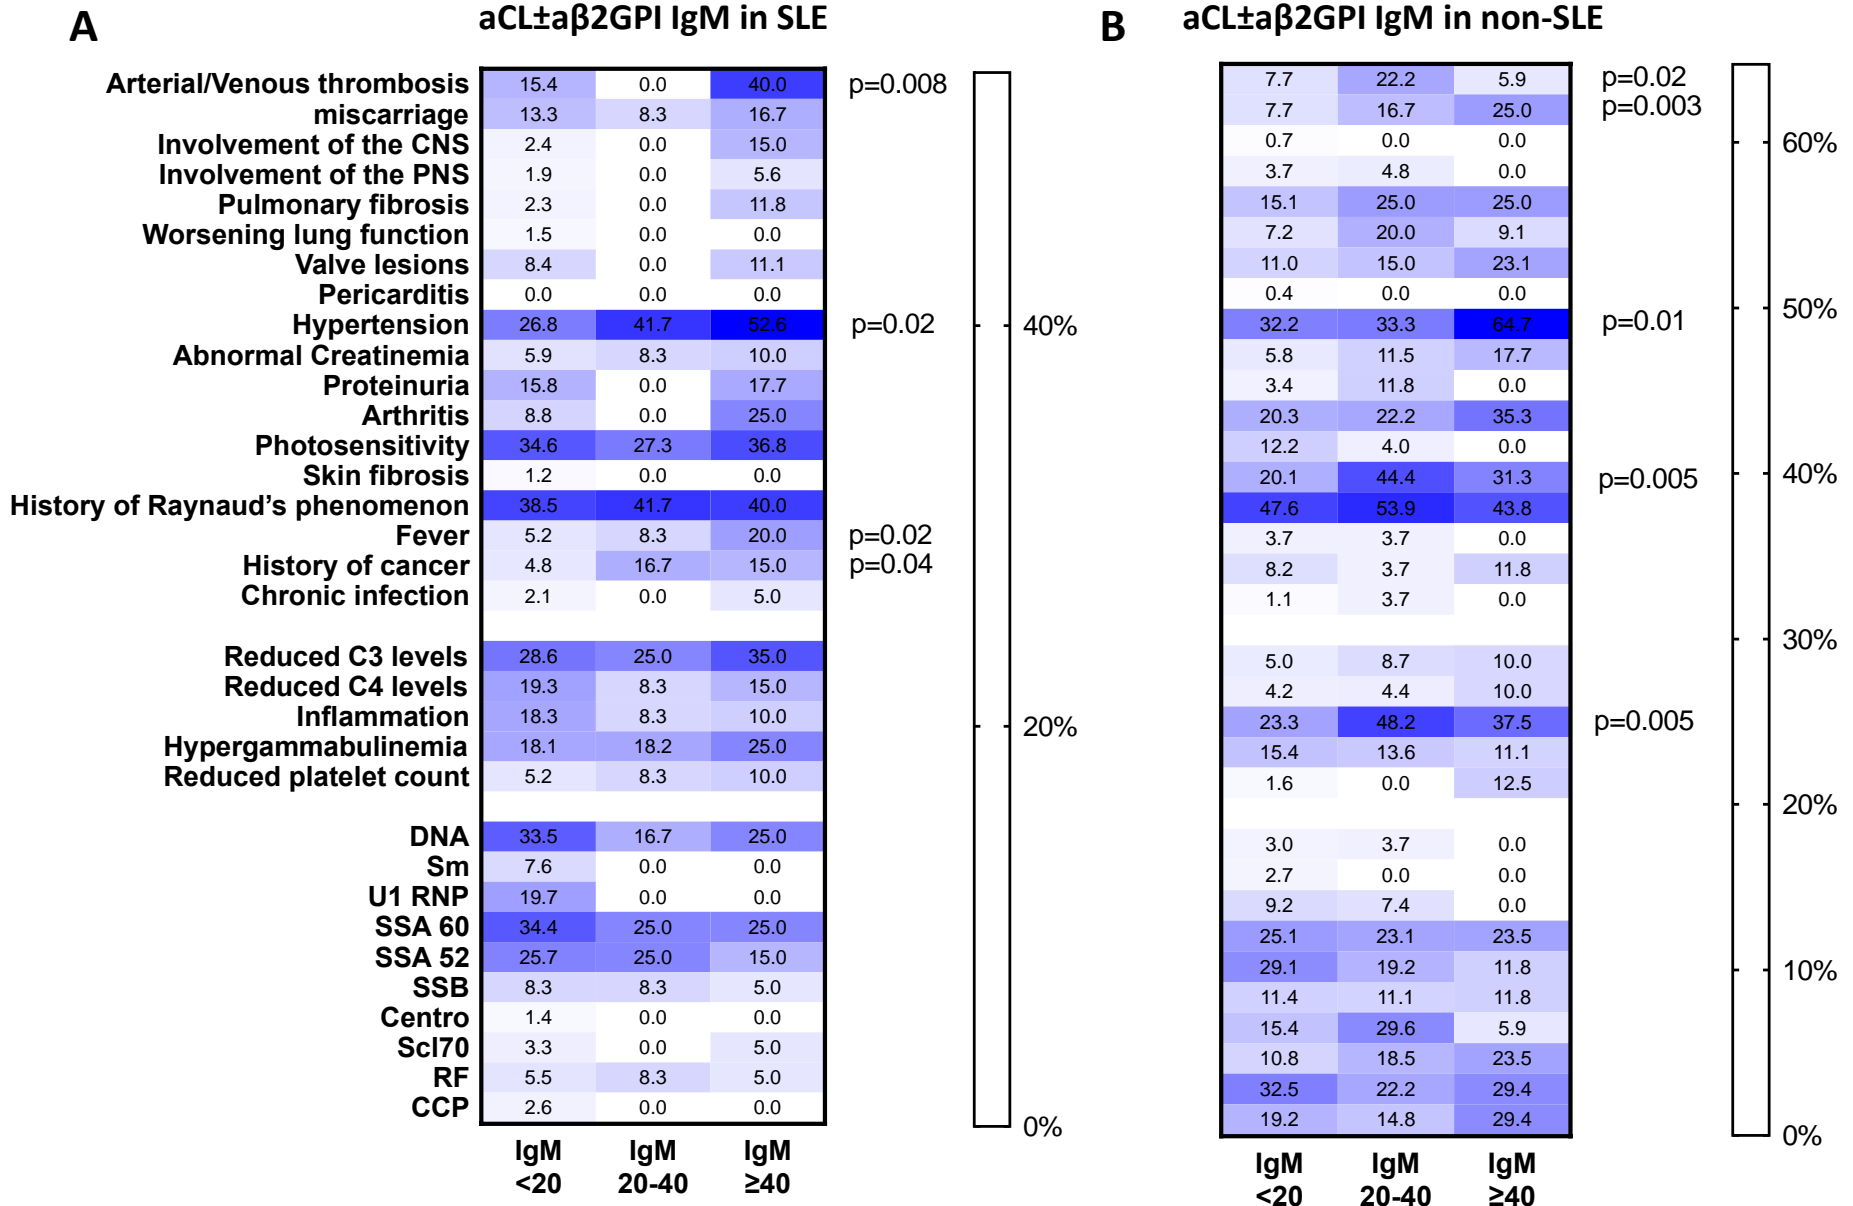 A
aCL±aβ2GPI IgM in SLE
B
aCL±aβ2GPI IgM in non-SLE
Arterial/Venous thrombosis 15.4 0.0 40.0 p=0.008 7.7 22.2 5.9 p=0.02
miscarriage 13.3 8.3 16.7 7.7 16.7 25.0 p=0.003
Involvement of the CNS 2.4 0.0 15.0 0.7 0.0 0.0 60%
Involvement of the PNS 1.9 0.0 5.6 3.7 4.8 0.0
Pulmonary fibrosis 2.3 0.0 11.8 15.1 25.0 25.0
Worsening lung function 1.5 0.0 0.0 7.2 20.0 9.1
Valve lesions 8.4 0.0 11.1 11.0 15.0 23.1
Pericarditis 0.0 0.0 0.0 0.4 0.0 0.0 50%
Hypertension 26.8 41.7 52.6 p=0.02 40% 32.2 33.3 64.7 p=0.01
Abnormal Creatinemia 5.9 8.3 10.0 5.8 11.5 17.7
Proteinuria 15.8 0.0 17.7 3.4 11.8 0.0
Arthritis 8.8 0.0 25.0 20.3 22.2 35.3
Photosensitivity 34.6 27.3 36.8 12.2 4.0 0.0
Skin fibrosis 1.2 0.0 0.0 20.1 44.4 31.3 p=0.005 40%
History of Raynaud’s phenomenon 38.5 41.7 40.0 47.6 53.9 43.8
Fever 5.2 8.3 20.0 p=0.02 3.7 3.7 0.0
History of cancer 4.8 16.7 15.0 p=0.04 8.2 3.7 11.8
Chronic infection 2.1 0.0 5.0 1.1 3.7 0.0
30%
Reduced C3 levels 28.6 25.0 35.0 5.0 8.7 10.0
Reduced C4 levels 19.3 8.3 15.0 4.2 4.4 10.0
Inflammation 18.3 8.3 10.0 20% 23.3 48.2 37.5 p=0.005
Hypergammabulinemia 18.1 18.2 25.0 15.4 13.6 11.1
Reduced platelet count 5.2 8.3 10.0 1.6 0.0 12.5
20%
DNA 33.5 16.7 25.0 3.0 3.7 0.0
Sm 7.6 0.0 0.0 2.7 0.0 0.0
U1 RNP 19.7 0.0 0.0 9.2 7.4 0.0
SSA 60 34.4 25.0 25.0 25.1 23.1 23.5
SSA 52 25.7 25.0 15.0 29.1 19.2 11.8 10%
SSB 8.3 8.3 5.0 11.4 11.1 11.8
Centro 1.4 0.0 0.0 15.4 29.6 5.9
Scl70 3.3 0.0 5.0 10.8 18.5 23.5
RF 5.5 8.3 5.0 32.5 22.2 29.4
CCP 2.6 0.0 0.0 0% 19.2 14.8 29.4 0%
IgM IgM IgM IgM IgM IgM
<20 20-40 ≥40 <20 20-40 ≥40